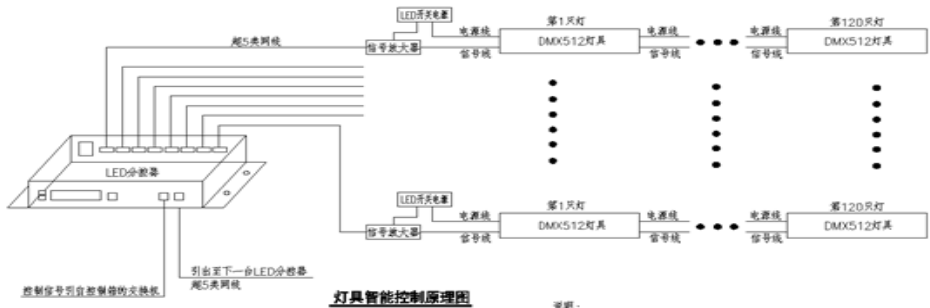 LED开关电源
第1只灯
第120只灯
超5类网线
信号放大器
电源线
信号线
DMX512灯具
电源线
信号线
电源线
信号线
DMX512灯具
LED分控器
LED开关电源
第1只灯
第120只灯
信号放大器
电源线
信号线
DMX512灯具
电源线
信号线
电源线
信号线
DMX512灯具
引出至下一台LED分控器
超5类网线
控制信号引自控制箱的交换机
灯具智能控制原理图
说明: